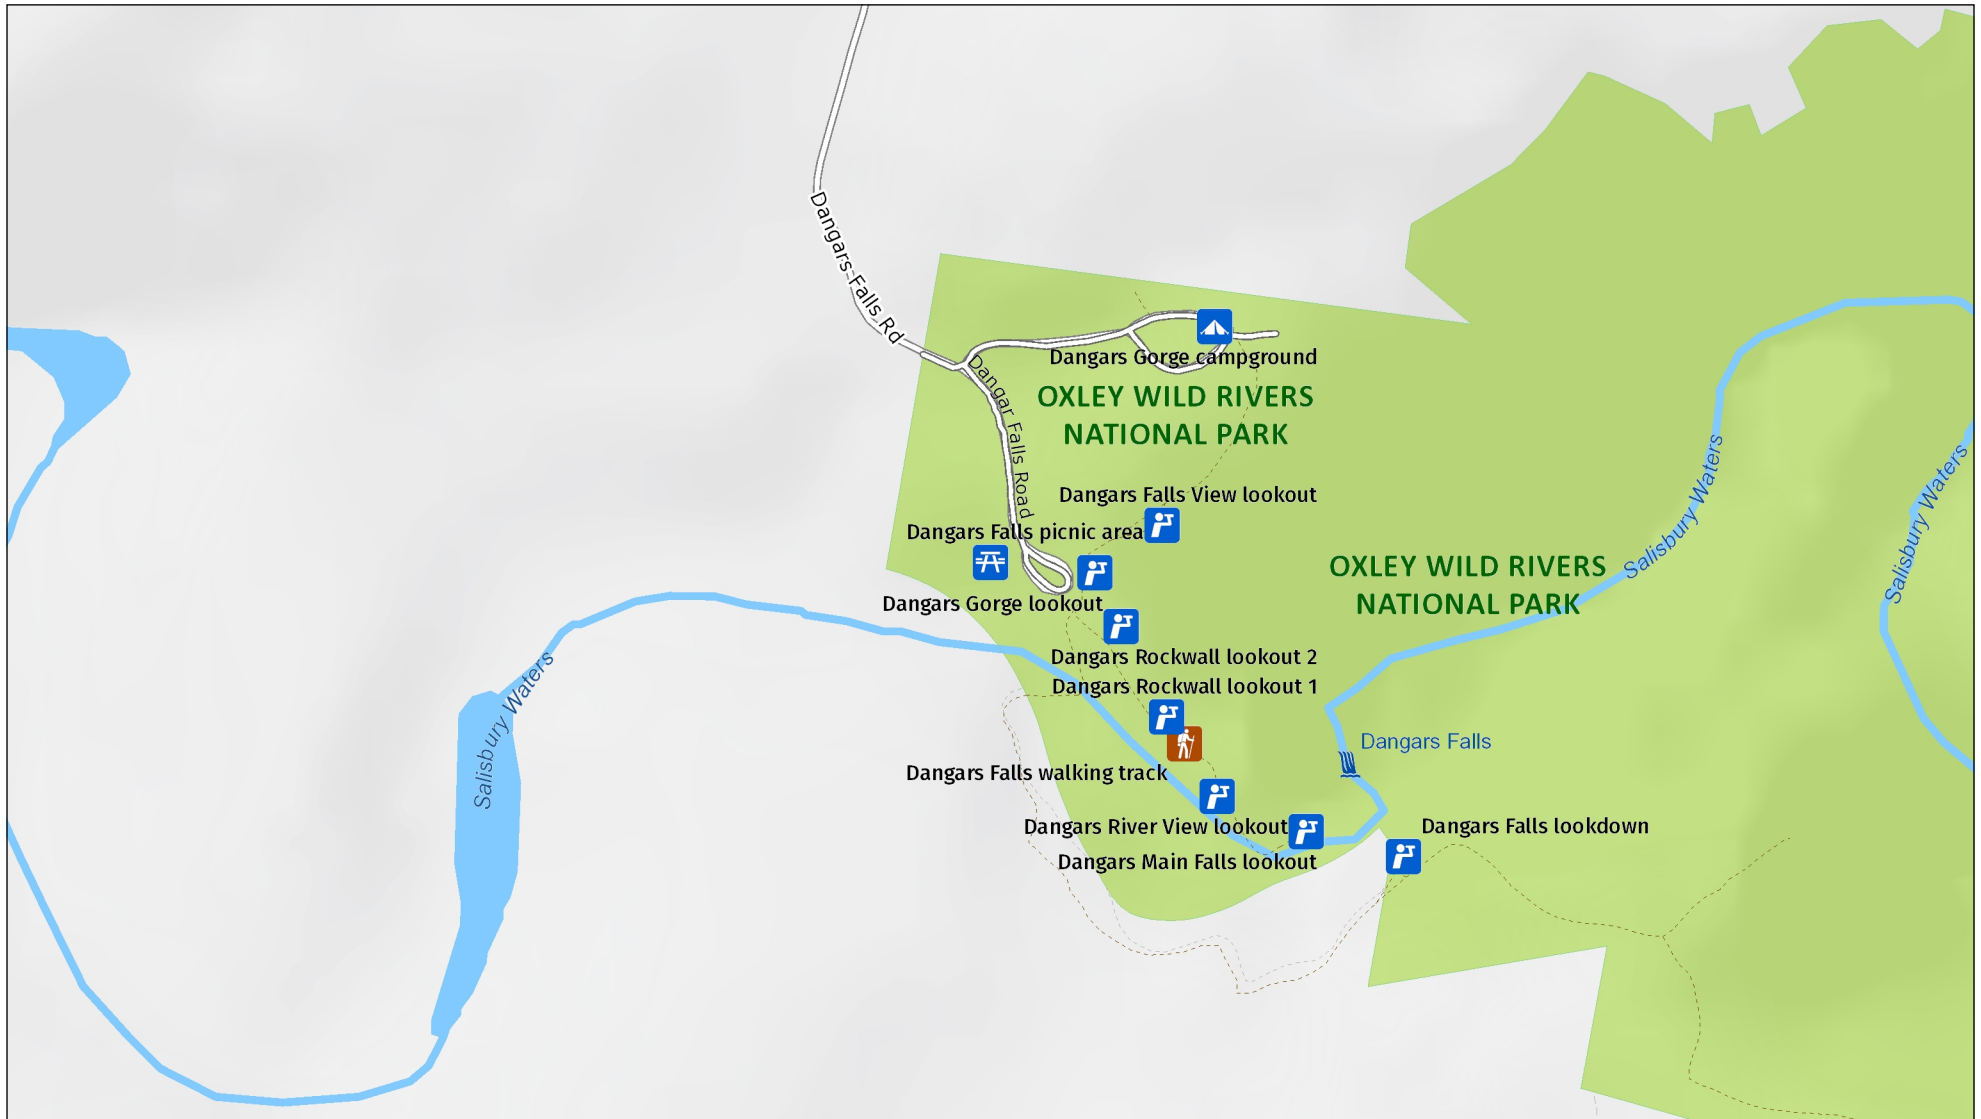 Dangars Falls Rd
Dangars Gorge campground
Dangar Falls Road
OXLEY WILD RIVERS
NATIONAL PARK
Salisbury Waters
Salisbury Waters
Dangars Falls View lookout
Dangars Falls picnic area
OXLEY WILD RIVERS
NATIONAL PARK
Dangars Gorge lookout
Dangars Rockwall lookout 2
Dangars Rockwall lookout 1
Salisbury Waters
Dangars Falls
Dangars Falls walking track
Dangars River View lookout
Dangars Falls lookdown
Dangars Main Falls lookout